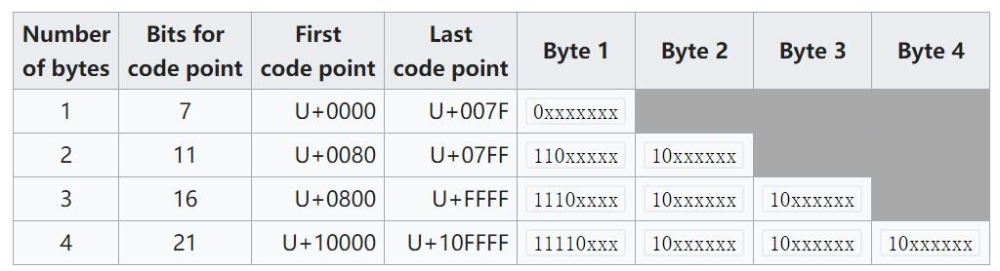 Number of bytes Bits for code point First code point Last code point Byte 1 Byte 2 Byte 3 Byte 4
1 7 U+0000 U+007F 0xxxxxxx
2 11 U+0080 U+07FF 110xxxxx 10xxxxxx
3 16 U+0800 U+FFFF 1110xxxx 10xxxxxx 10xxxxxx
4 21 U+10000 U+10FFFF 11110xxx 10xxxxxx 10xxxxxx 10xxxxxx